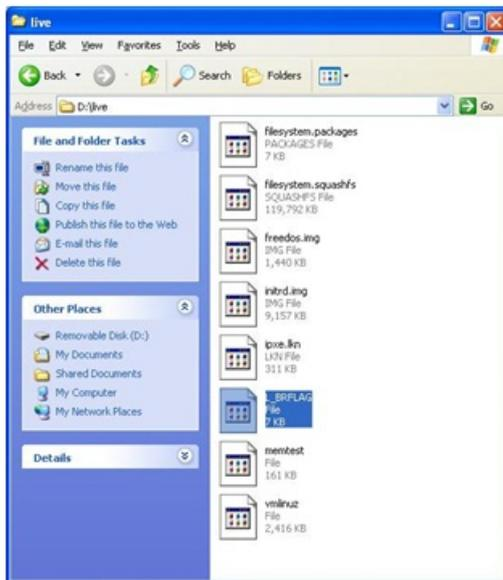 live
File Edit View Favorites Tools Help
Back Search Folders
Address D:\live Go
File and Folder Tasks
Rename this file
Move this file
Copy this file
Publish this file to the Web
E-mail this file
Delete this file
Other Places
Removable Disk (D:)
My Documents
Shared Documents
My Computer
My Network Places
Details
filesystem.packages
PACKAGES File
7 KB
filesystem.squashfs
SQUASHFS File
119,792 KB
freedos.img
IMG File
1,440 KB
initrd.img
IMG File
9,157 KB
ipxe.lkn
LKN File
311 KB
L_BRFLAG
File
7 KB
memtest
File
161 KB
vmlinuz
File
2,416 KB